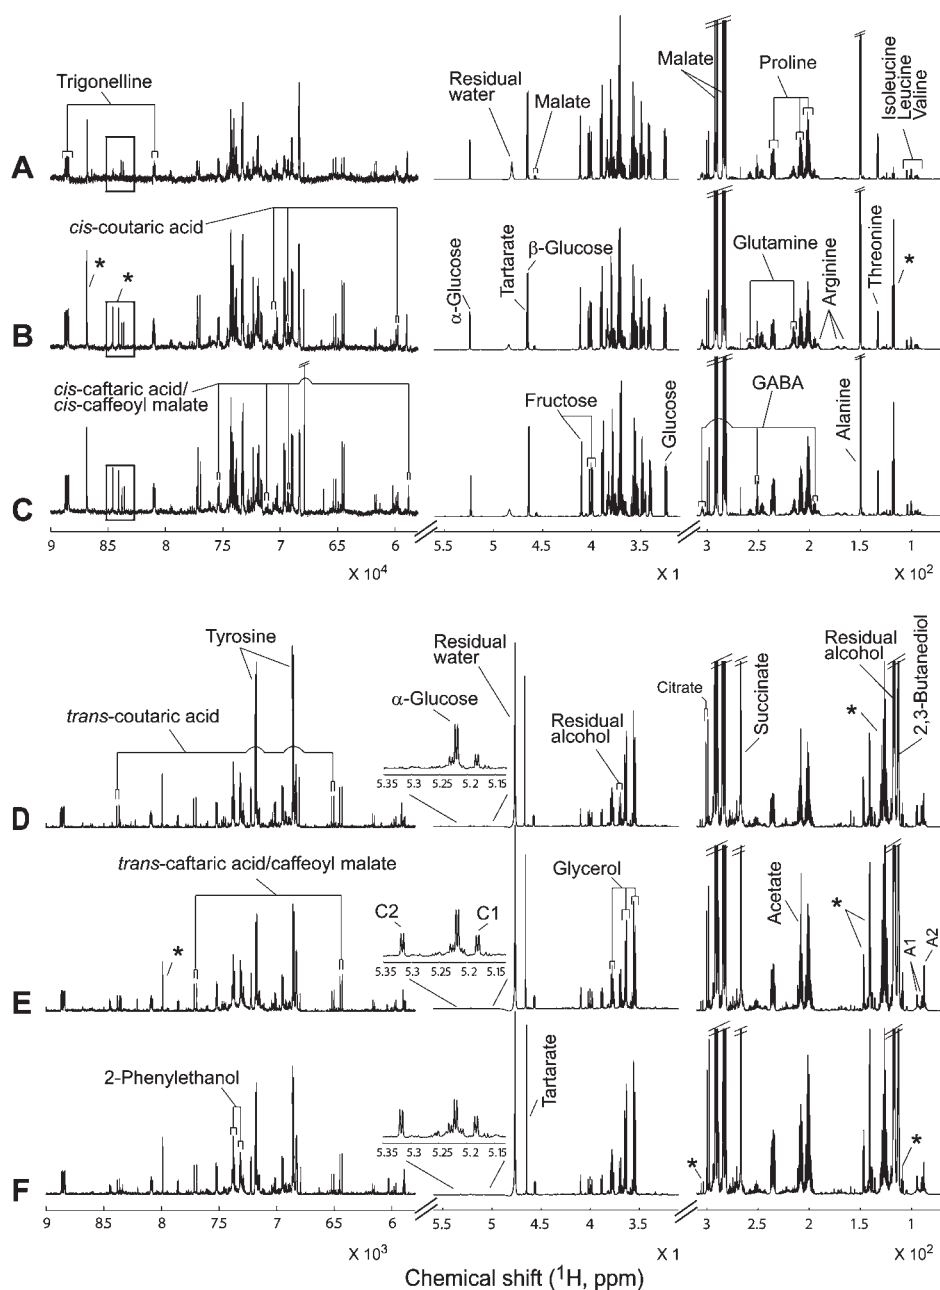 Trigonelline
Residual
water
Malate
Malate
Proline
Isoleucine
Leucine
Valine
A
cis-coutaric acid
*
*
α-Glucose
Tartarate
β-Glucose
Glutamine
Arginine
Threonine
*
B
cis-caftaric acid/
cis-caffeoyl malate
Fructose
Glucose
GABA
Alanine
C
9 8 7 6 5.5 5 4.5 4 3.5 3 2.5 2 1.5 1
X 10⁴ X 1 X 10²
Tyrosine
trans-coutaric acid
Residual
water
α-Glucose
Residual
alcohol
Citrate
Succinate
Residual
alcohol
*
2,3-Butanediol
5.35 5.3 5.25 5.2 5.15
D
trans-caftaric acid/caffeoyl malate
*
C2 C1
Glycerol
Acetate
*
A1
A2
5.35 5.3 5.25 5.2 5.15
E
2-Phenylethanol
Tartarate
*
*
5.35 5.3 5.25 5.2 5.15
F
9 8 7 6 5.5 5 4.5 4 3.5 3 2.5 2 1.5 1
X 10³ X 1 X 10²
Chemical shift (¹H, ppm)